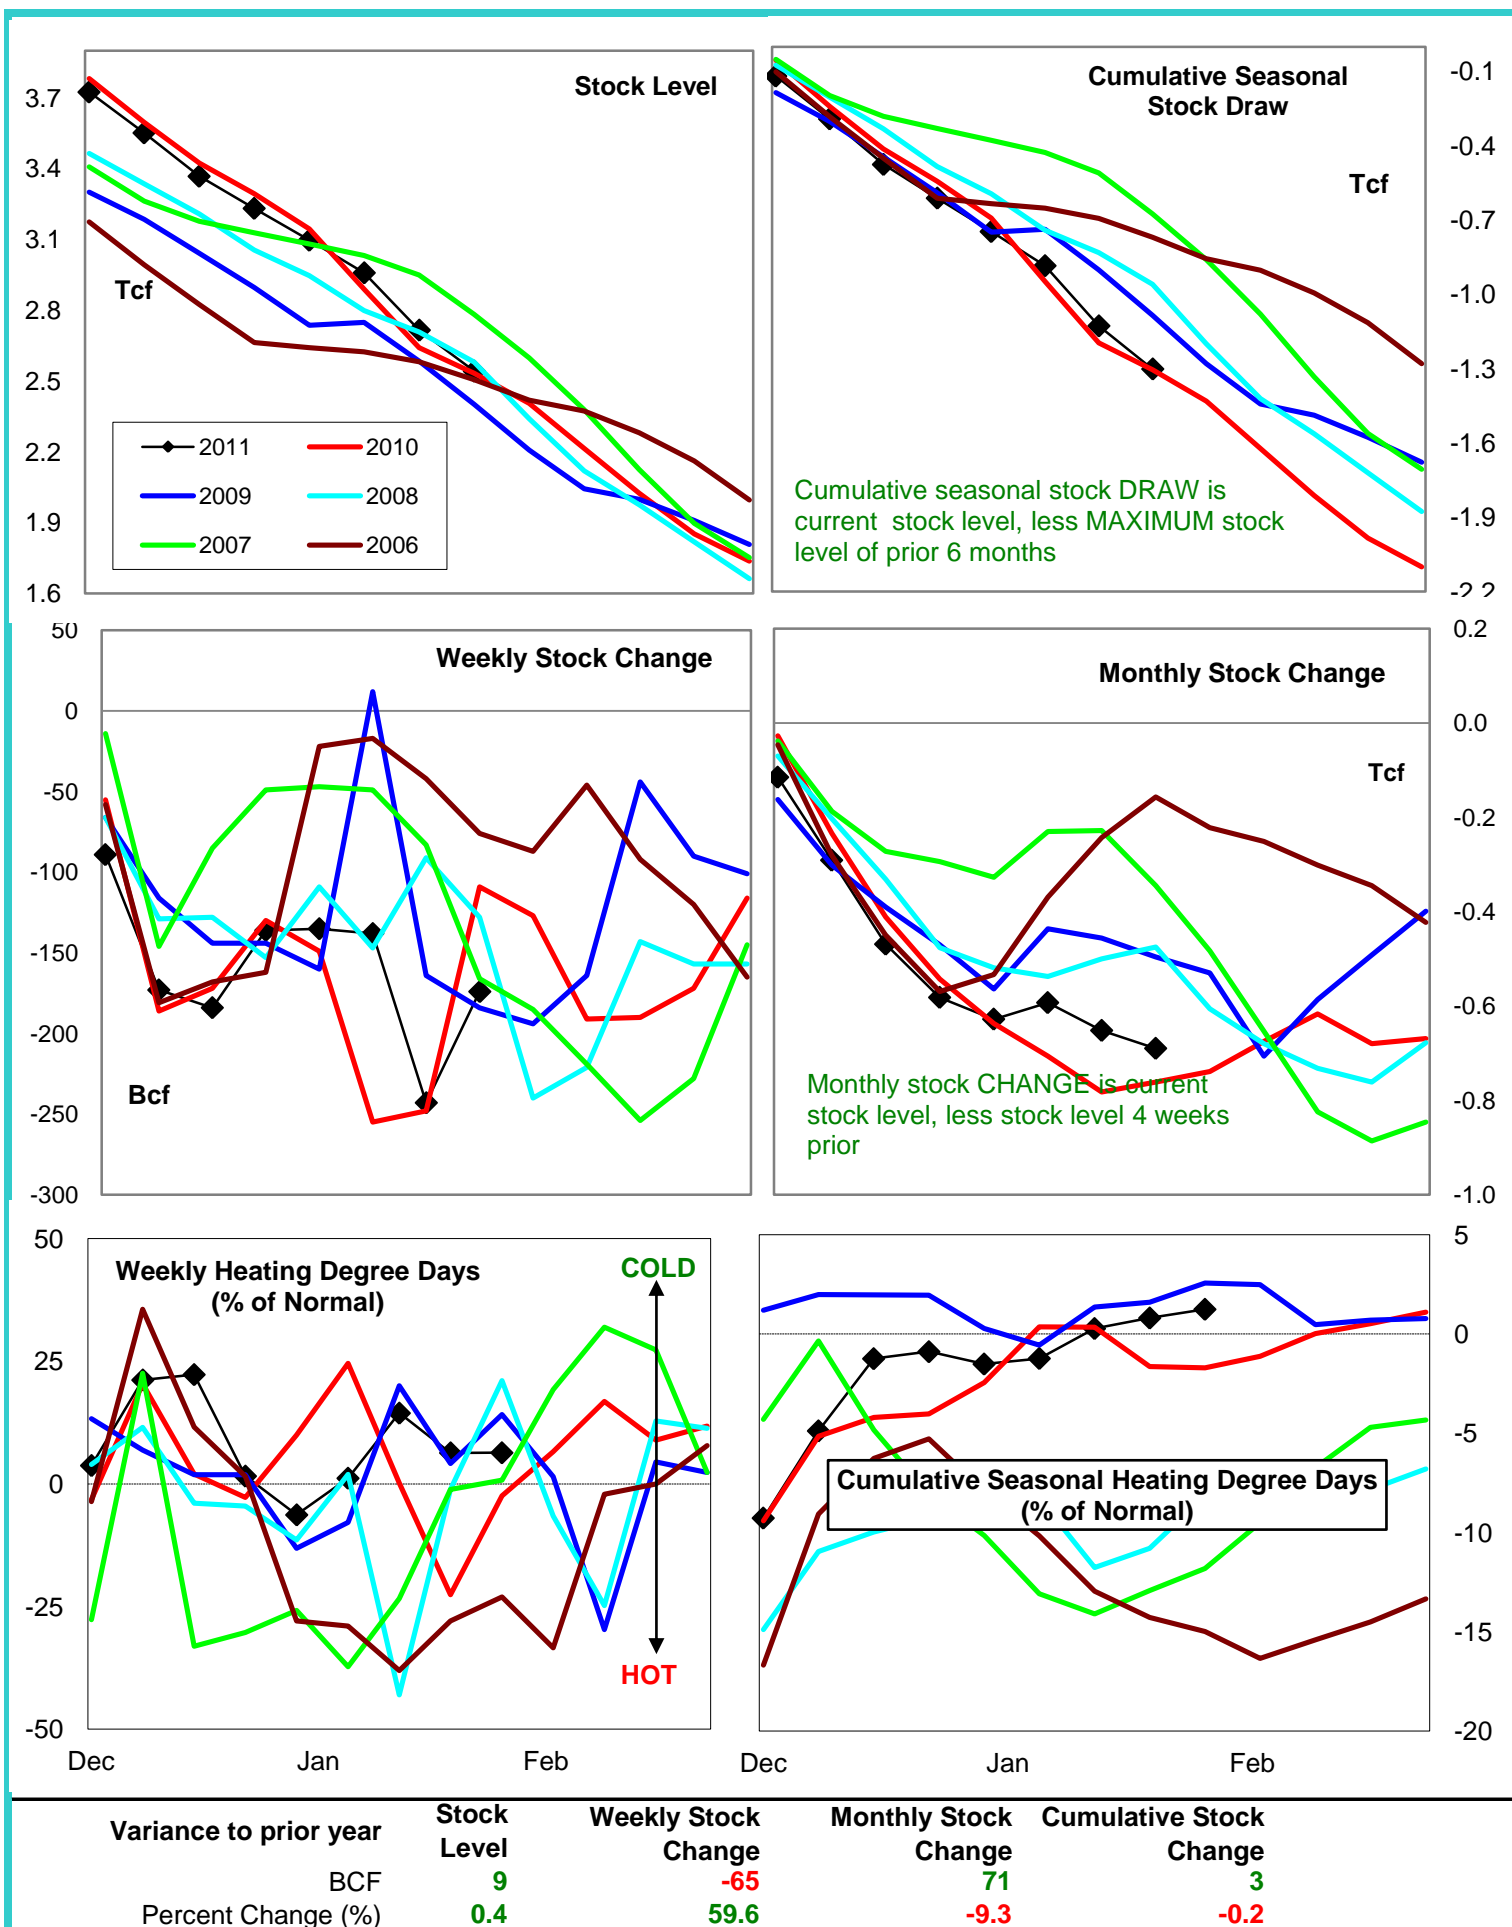 Stock Level
3.7
3.4
3.1
2.8
2.5
2.2
1.9
1.6
Tcf
2011
2010
2009
2008
2007
2006
Cumulative Seasonal
Stock Draw
Tcf
-0.1
-0.4
-0.7
-1.0
-1.3
-1.6
-1.9
-2.2
Cumulative seasonal stock DRAW is
current stock level, less MAXIMUM stock
level of prior 6 months
Weekly Stock Change
50
0
-50
-100
-150
-200
-250
-300
Bcf
Monthly Stock Change
Tcf
0.2
0.0
-0.2
-0.4
-0.6
-0.8
-1.0
Monthly stock CHANGE is current
stock level, less stock level 4 weeks
prior
Weekly Heating Degree Days
(% of Normal)
COLD
HOT
50
25
0
-25
-50
Dec
Jan
Feb
Cumulative Seasonal Heating Degree Days
(% of Normal)
5
0
-5
-10
-15
-20
Dec
Jan
Feb
Variance to prior year
Stock
Level
Weekly Stock
Change
Monthly Stock
Change
Cumulative Stock
Change
BCF 9 -65 71 3
Percent Change (%) 0.4 59.6 -9.3 -0.2